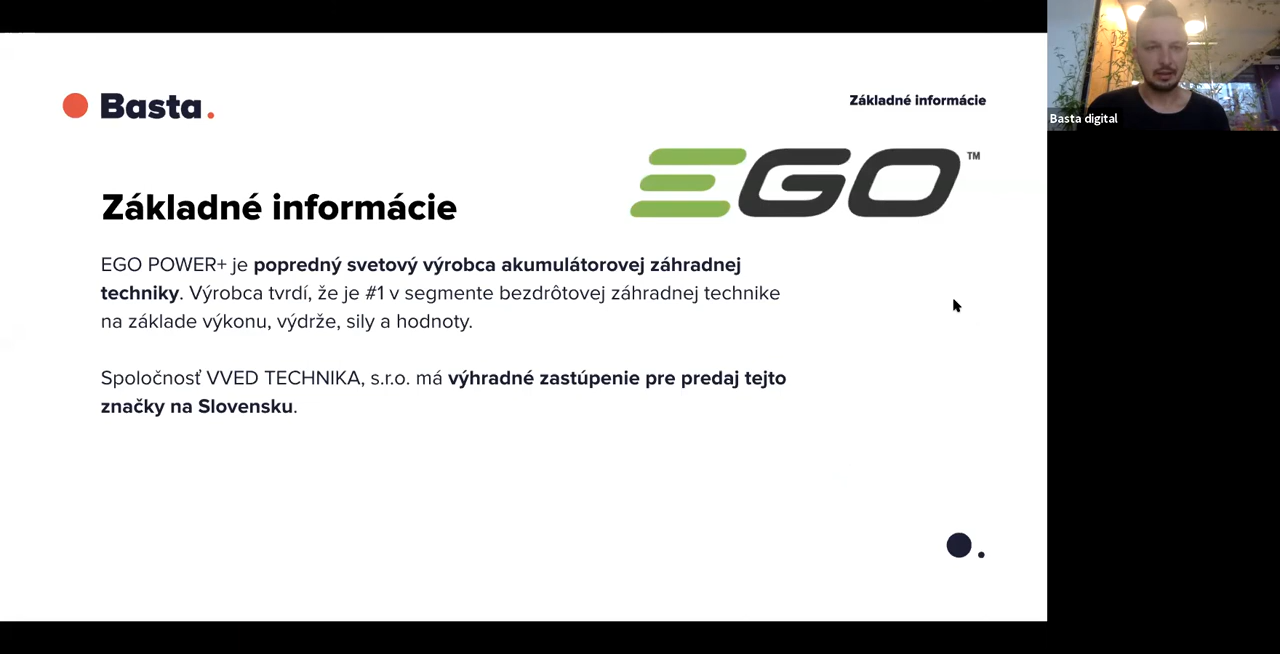 Basta.
Základné informácie
Basta digital
EGO™
Základné informácie
EGO POWER+ je popredný svetový výrobca akumulátorovej záhradnej
techniky. Výrobca tvrdí, že je #1 v segmente bezdrôtovej záhradnej technike
na základe výkonu, výdrže, sily a hodnoty.
Spoločnosť VVED TECHNIKA, s.r.o. má výhradné zastúpenie pre predaj tejto
značky na Slovensku.